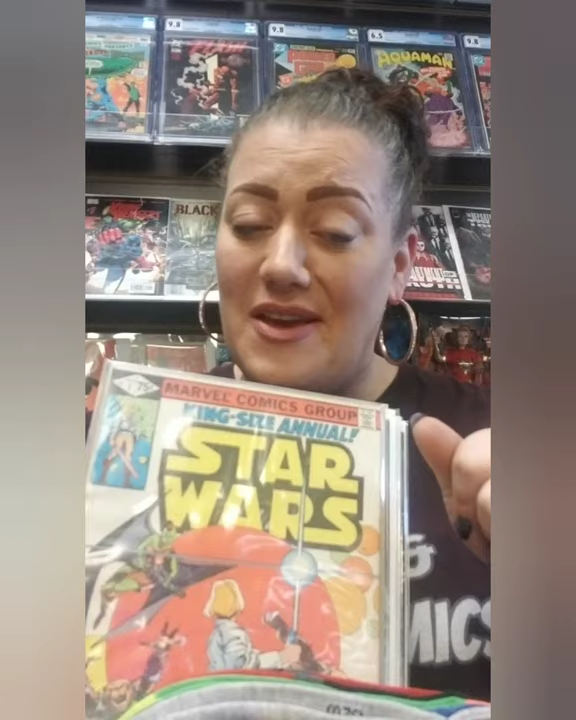 9.8
9.8
6.5
9.8
AQUAMAN
BLACK
TRUTH
75¢
MARVEL COMICS GROUP
KING-SIZE ANNUAL!
STAR
WARS
&
MICS